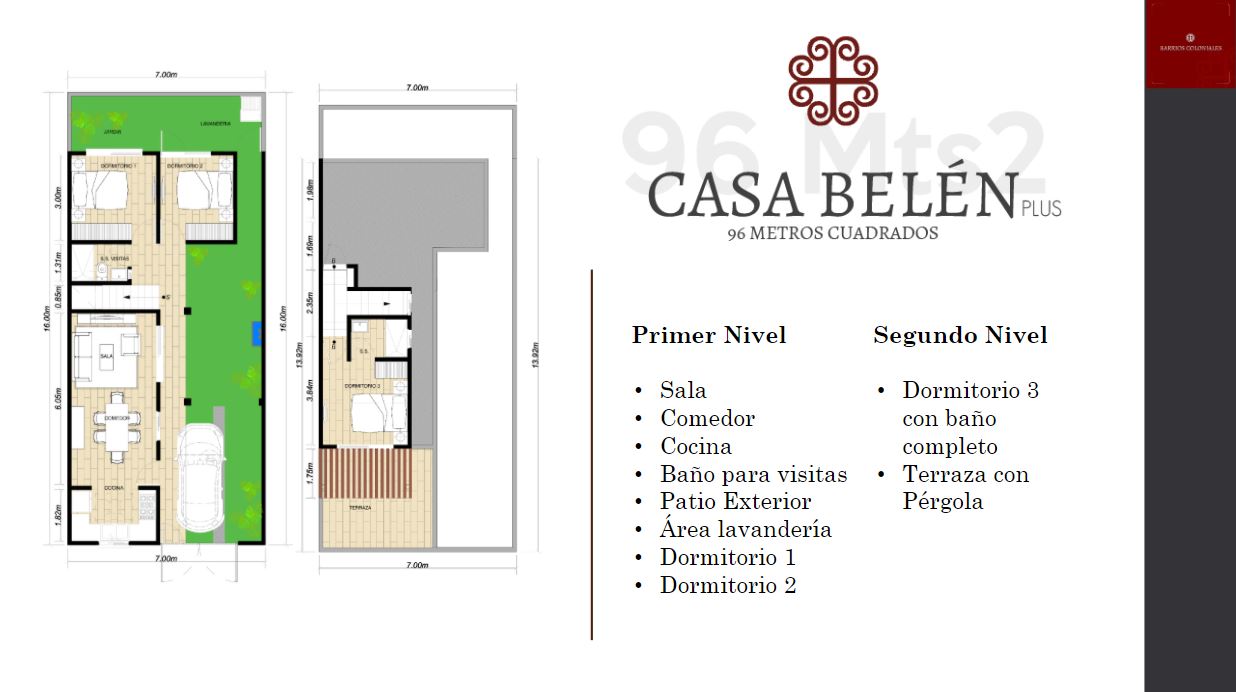 BARRIOS COLONIALES
96 Mts2
CASA BELÉN PLUS
96 METROS CUADRADOS
7.00m
JARDIN
LAVANDERIA
DORMITORIO 1
DORMITORIO 2
3.00m
1.31m
S.S. VISITAS
0.85m
S
16.00m
16.00m
SALA
6.05m
COMEDOR
COCINA
1.82m
7.00m
7.00m
1.98m
1.69m
B
2.35m
13.92m
13.92m
S.S.
3.84m
DORMITORIO 3
1.75m
TERRAZA
7.00m
Primer Nivel
• Sala
• Comedor
• Cocina
• Baño para visitas
• Patio Exterior
• Área lavandería
• Dormitorio 1
• Dormitorio 2
Segundo Nivel
• Dormitorio 3
con baño
completo
• Terraza con
Pérgola